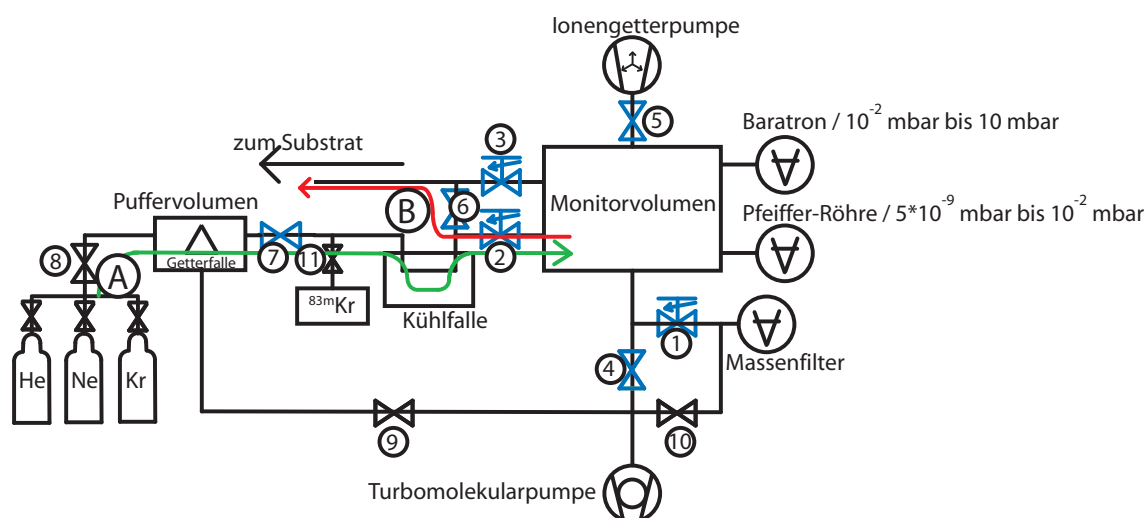 Ionengetterpumpe
5
Baratron / 10⁻² mbar bis 10 mbar
3
zum Substrat
Monitorvolumen
6
B
Puffervolumen
Pfeiffer-Röhre / 5*10⁻⁹ mbar bis 10⁻² mbar
2
7
8
Getterfalle
11
A
⁸³ᵐKr
Kühlfalle
1
Massenfilter
4
He
Ne
Kr
9
10
Turbomolekularpumpe